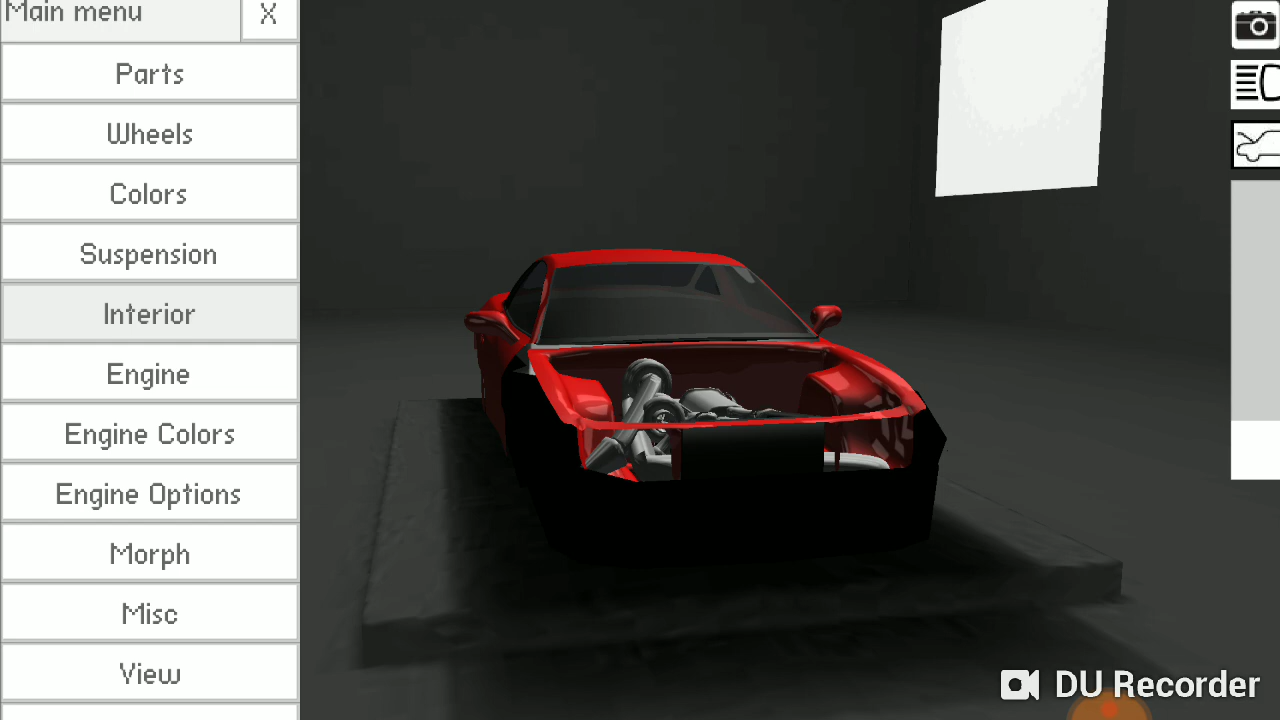 Main menu
X
Parts
Wheels
Colors
Suspension
Interior
Engine
Engine Colors
Engine Options
Morph
Misc
View
DU Recorder